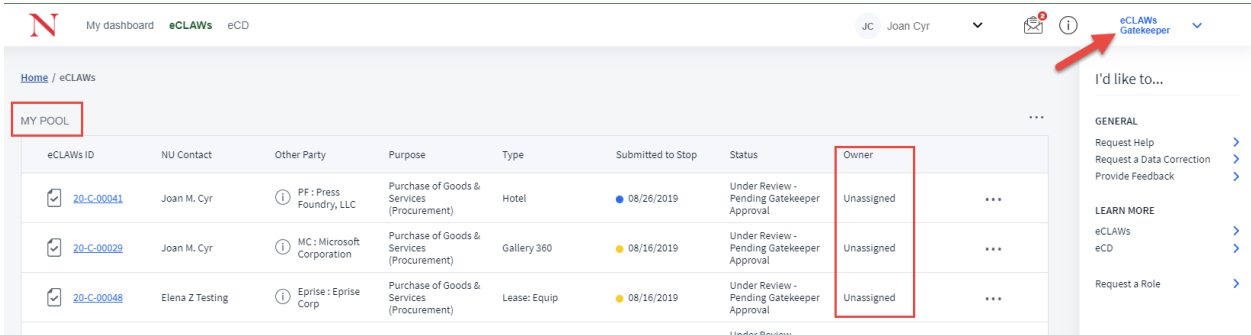 N My dashboard eCLAWs eCD JC Joan Cyr 2 eCLAWs
Gatekeeper
Home / eCLAWs
MY POOL
eCLAWs ID NU Contact Other Party Purpose Type Submitted to Stop Status Owner
20-C-00041 Joan M. Cyr PF : Press
Foundry, LLC Purchase of Goods &
Services
(Procurement) Hotel 08/26/2019 Under Review -
Pending Gatekeeper
Approval Unassigned
20-C-00029 Joan M. Cyr MC : Microsoft
Corporation Purchase of Goods &
Services
(Procurement) Gallery 360 08/16/2019 Under Review -
Pending Gatekeeper
Approval Unassigned
20-C-00048 Elena Z Testing Eprise : Eprise
Corp Purchase of Goods &
Services
(Procurement) Lease: Equip 08/16/2019 Under Review -
Pending Gatekeeper
Approval Unassigned
Under Review -
I'd like to...
GENERAL
Request Help
Request a Data Correction
Provide Feedback
LEARN MORE
eCLAWs
eCD
Request a Role